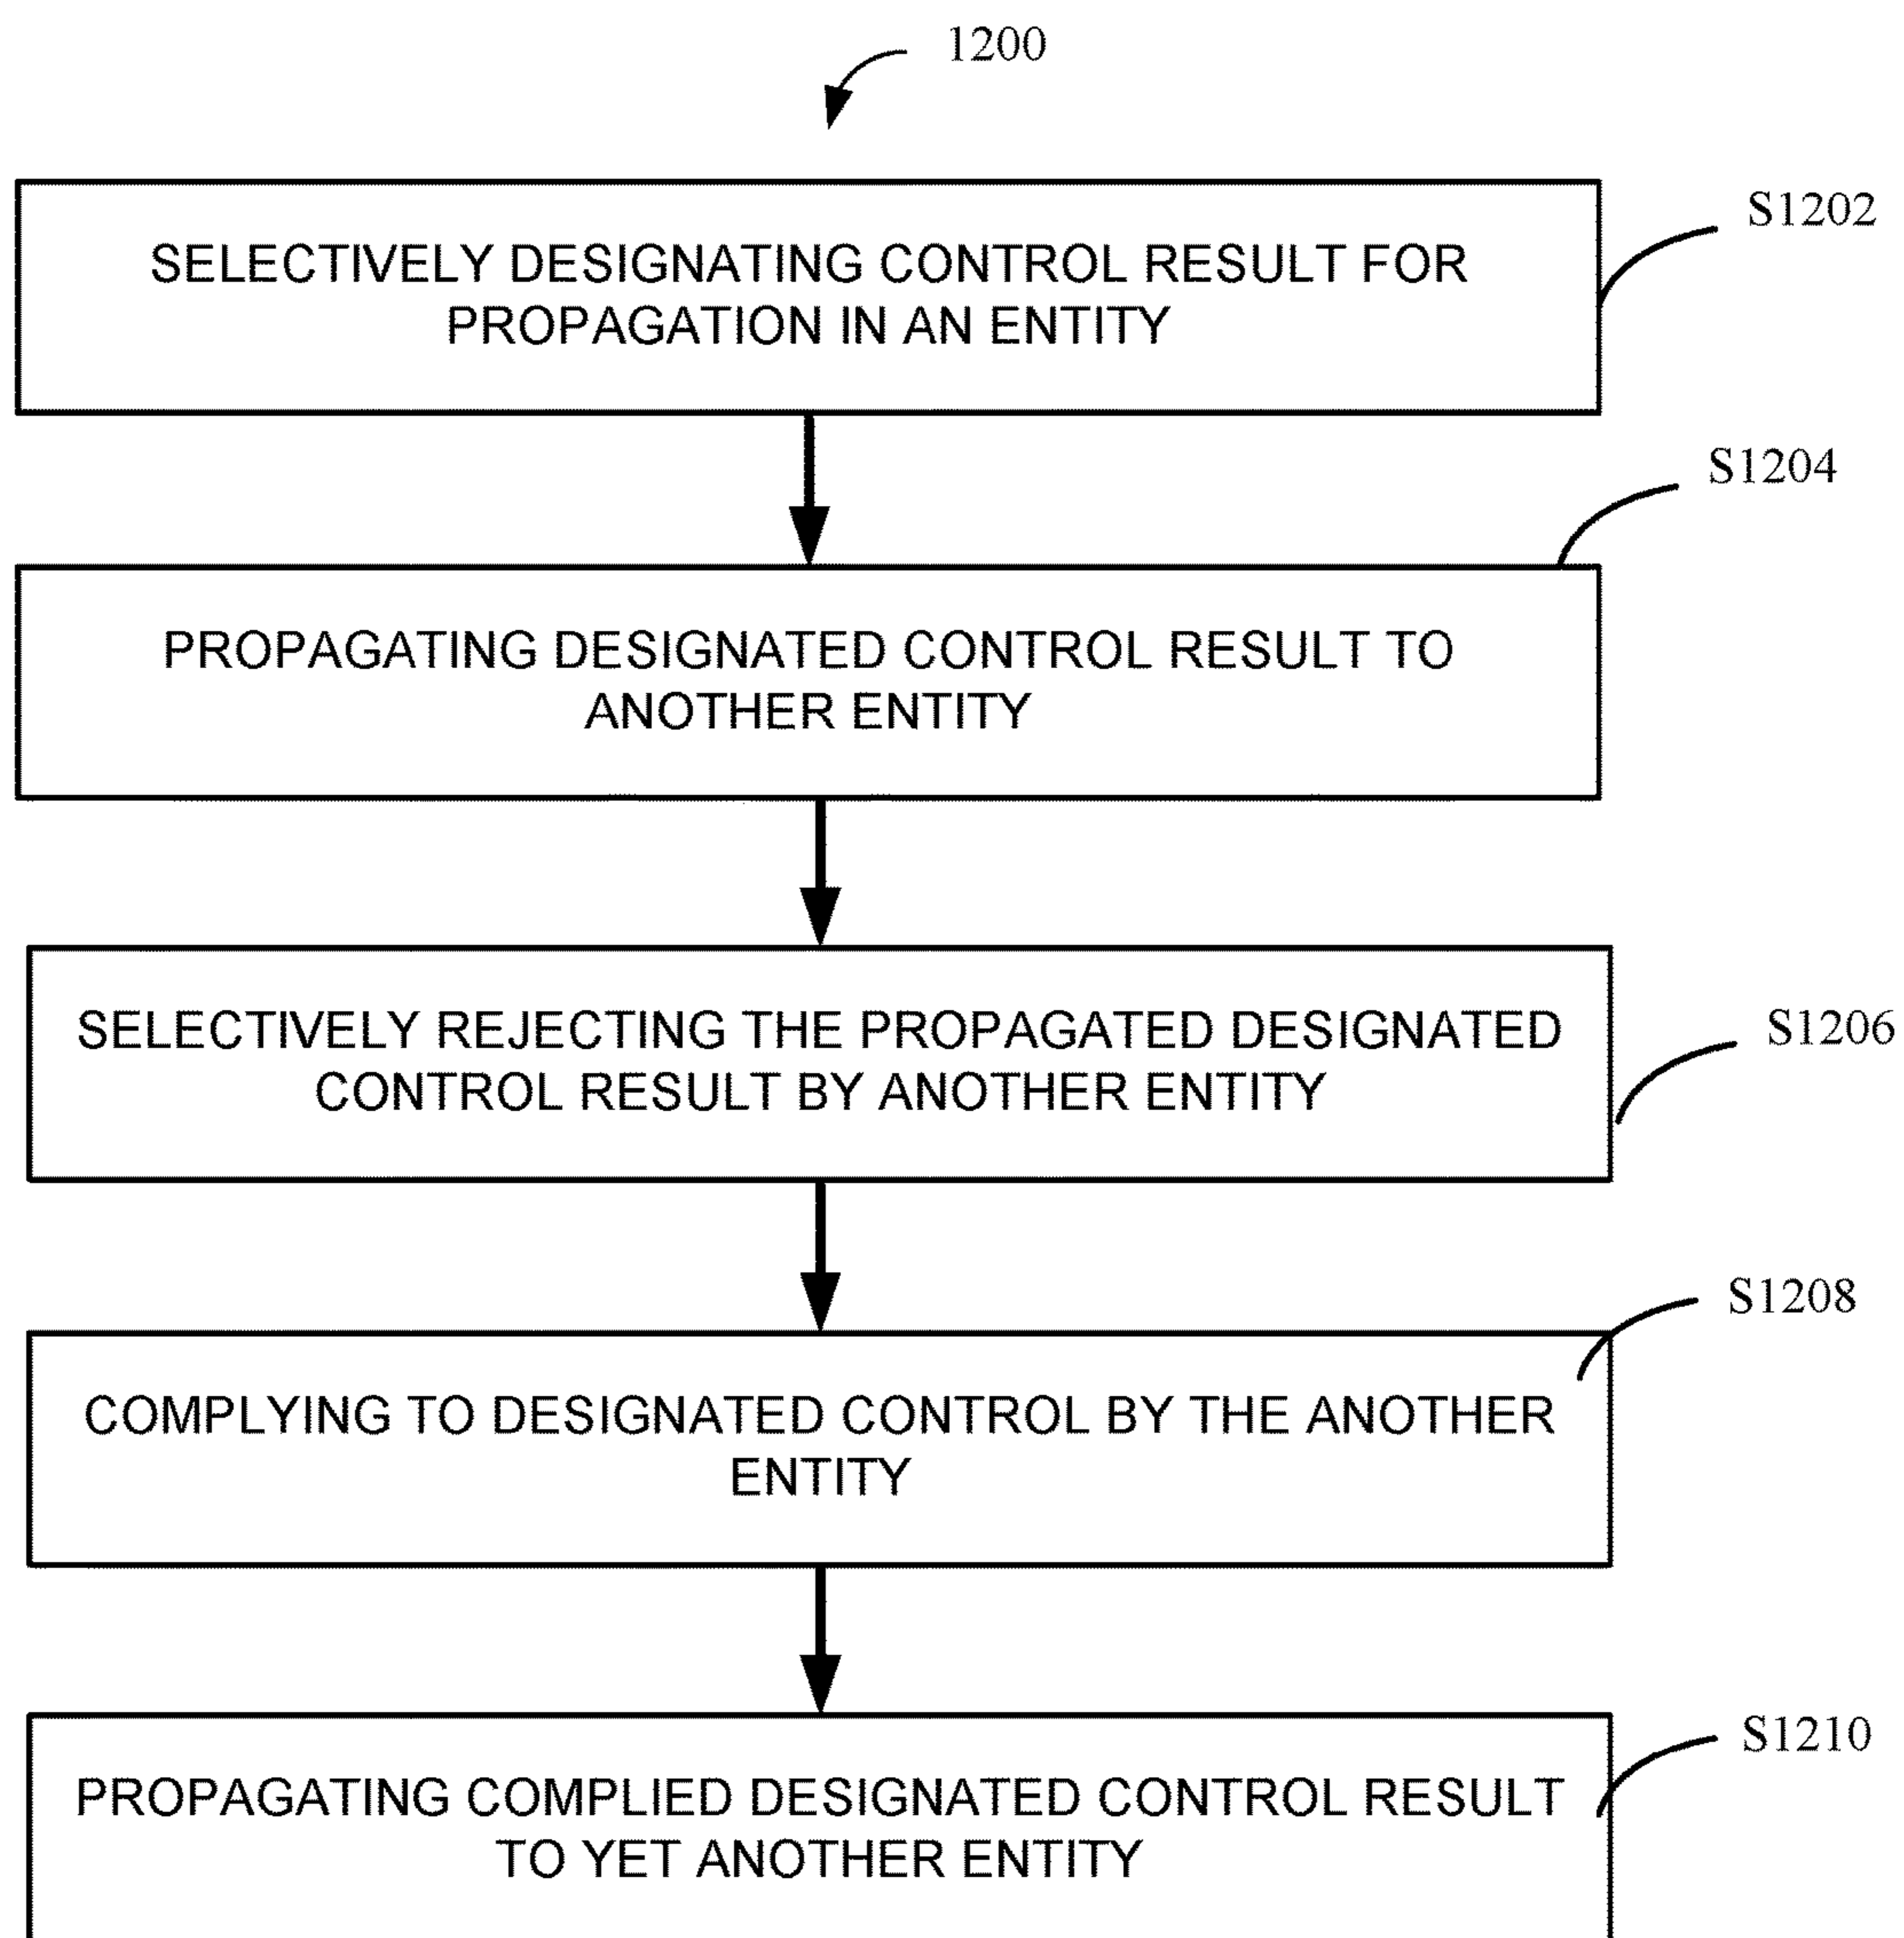 1200
S1202
SELECTIVELY DESIGNATING CONTROL RESULT FOR
PROPAGATION IN AN ENTITY
S1204
PROPAGATING DESIGNATED CONTROL RESULT TO
ANOTHER ENTITY
S1206
SELECTIVELY REJECTING THE PROPAGATED DESIGNATED
CONTROL RESULT BY ANOTHER ENTITY
S1208
COMPLYING TO DESIGNATED CONTROL BY THE ANOTHER
ENTITY
S1210
PROPAGATING COMPLIED DESIGNATED CONTROL RESULT
TO YET ANOTHER ENTITY